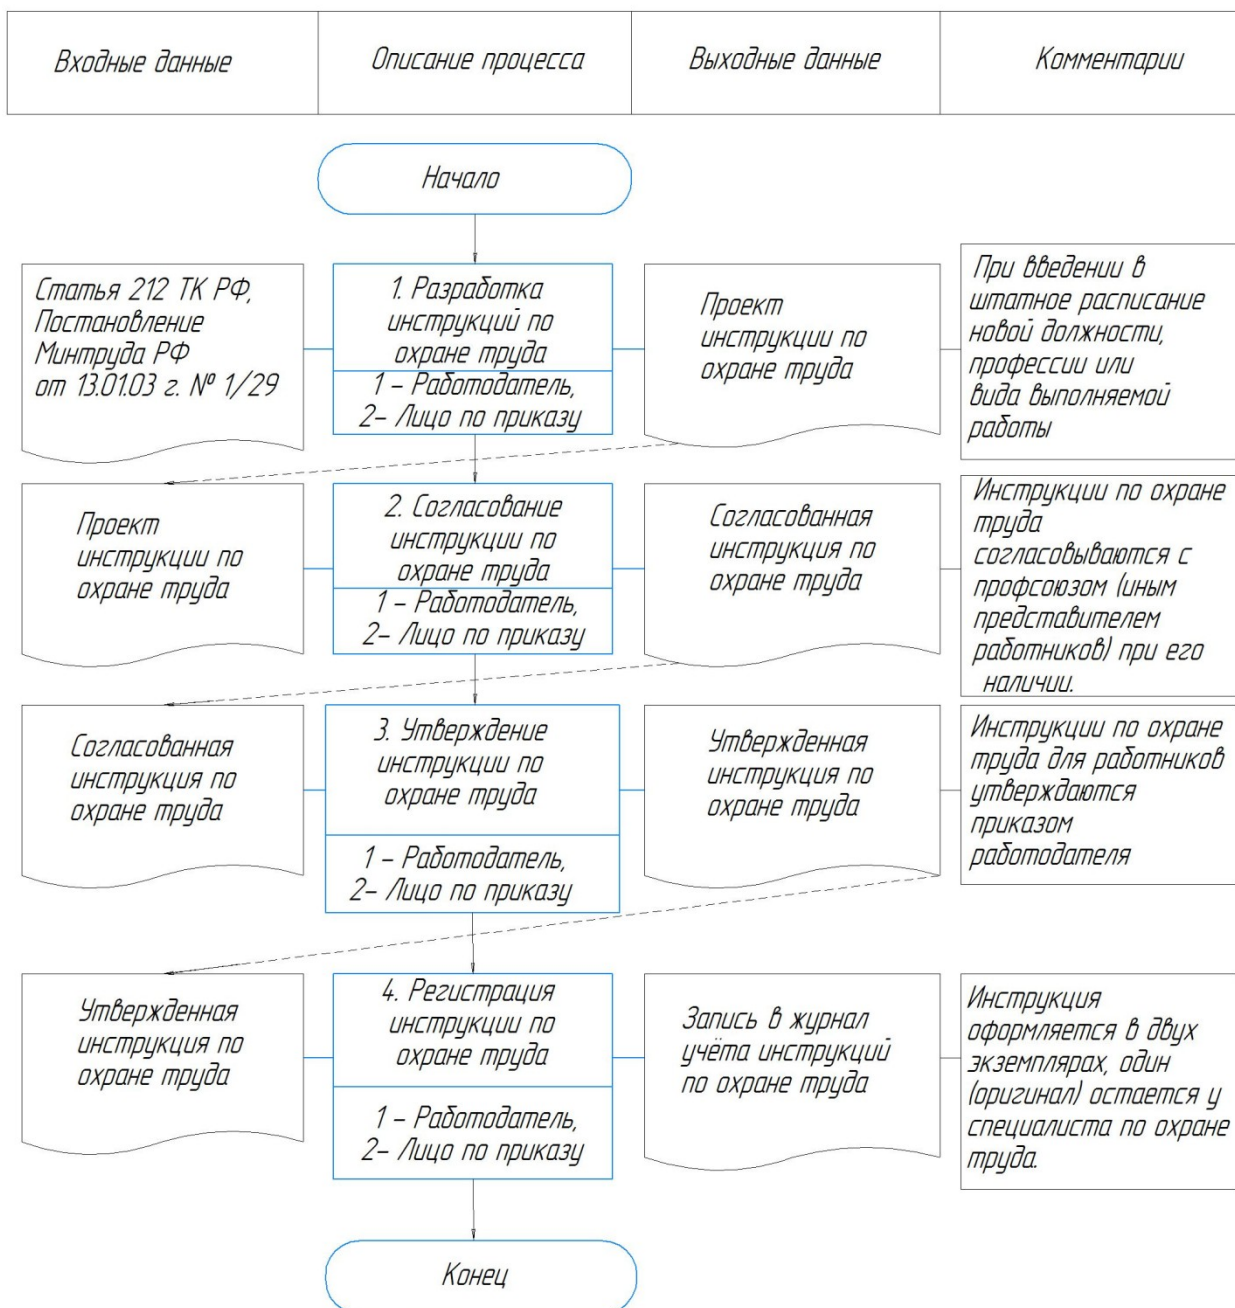 Входные данные
Описание процесса
Выходные данные
Комментарии
Начало
Статья 212 ТК РФ,
Постановление
Минтруда РФ
от 13.01.03 г. № 1/29
1. Разработка
инструкций по
охране труда
1 – Работодатель,
2– Лицо по приказу
Проект
инструкции по
охране труда
При введении в
штатное расписание
новой должности,
профессии или
вида выполняемой
работы
Проект
инструкции по
охране труда
2. Согласование
инструкции по
охране труда
1 – Работодатель,
2– Лицо по приказу
Согласованная
инструкция по
охране труда
Инструкции по охране
труда
согласовываются с
профсоюзом (иным
представителем
работников) при его
наличии.
Согласованная
инструкция по
охране труда
3. Утверждение
инструкции по
охране труда
1 – Работодатель,
2– Лицо по приказу
Утвержденная
инструкция по
охране труда
Инструкции по охране
труда для работников
утверждаются
приказом
работодателя
Утвержденная
инструкция по
охране труда
4. Регистрация
инструкции по
охране труда
1 – Работодатель,
2– Лицо по приказу
Запись в журнал
учёта инструкций
по охране труда
Инструкция
оформляется в двух
экземплярах, один
(оригинал) остается у
специалиста по охране
труда.
Конец